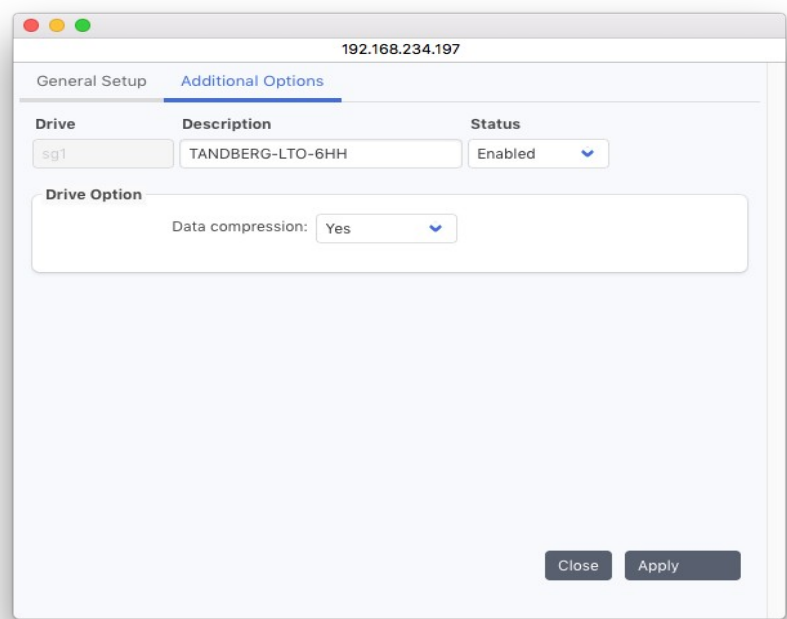 192.168.234.197
General Setup Additional Options
Drive Description Status
sg1 TANDBERG-LTO-6HH Enabled
Drive Option
Data compression: Yes
Close Apply